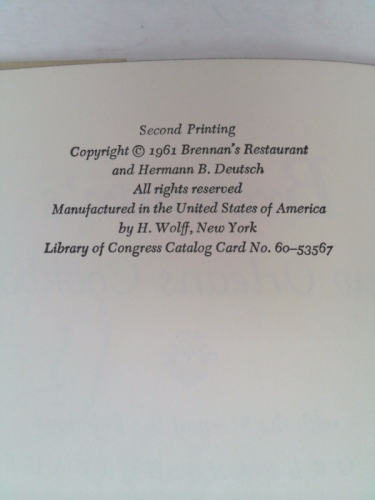 Second Printing
Copyright © 1961 Brennan's Restaurant
and Hermann B. Deutsch
All rights reserved
Manufactured in the United States of America
by H. Wolff, New York
Library of Congress Catalog Card No. 60–53567